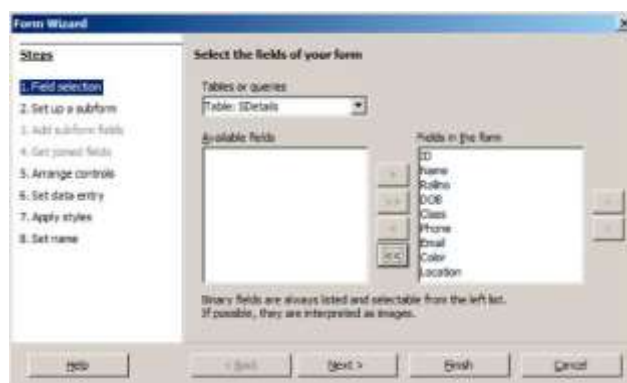 Form Wizard
Steps
1. Field selection
2. Set up a subform
3. Add subform fields
4. Get joined fields
5. Arrange controls
6. Set data entry
7. Apply styles
8. Set name
Select the fields of your form
Tables or queries
Table: SDetails
Available fields
Fields in the form
ID
Name
Rollno
DOB
Class
Phone
Email
Color
Location
>
>>
<
<<
Binary fields are always listed and selectable from the left list.
If possible, they are interpreted as images.
Help
< Back
Next >
Finish
Cancel